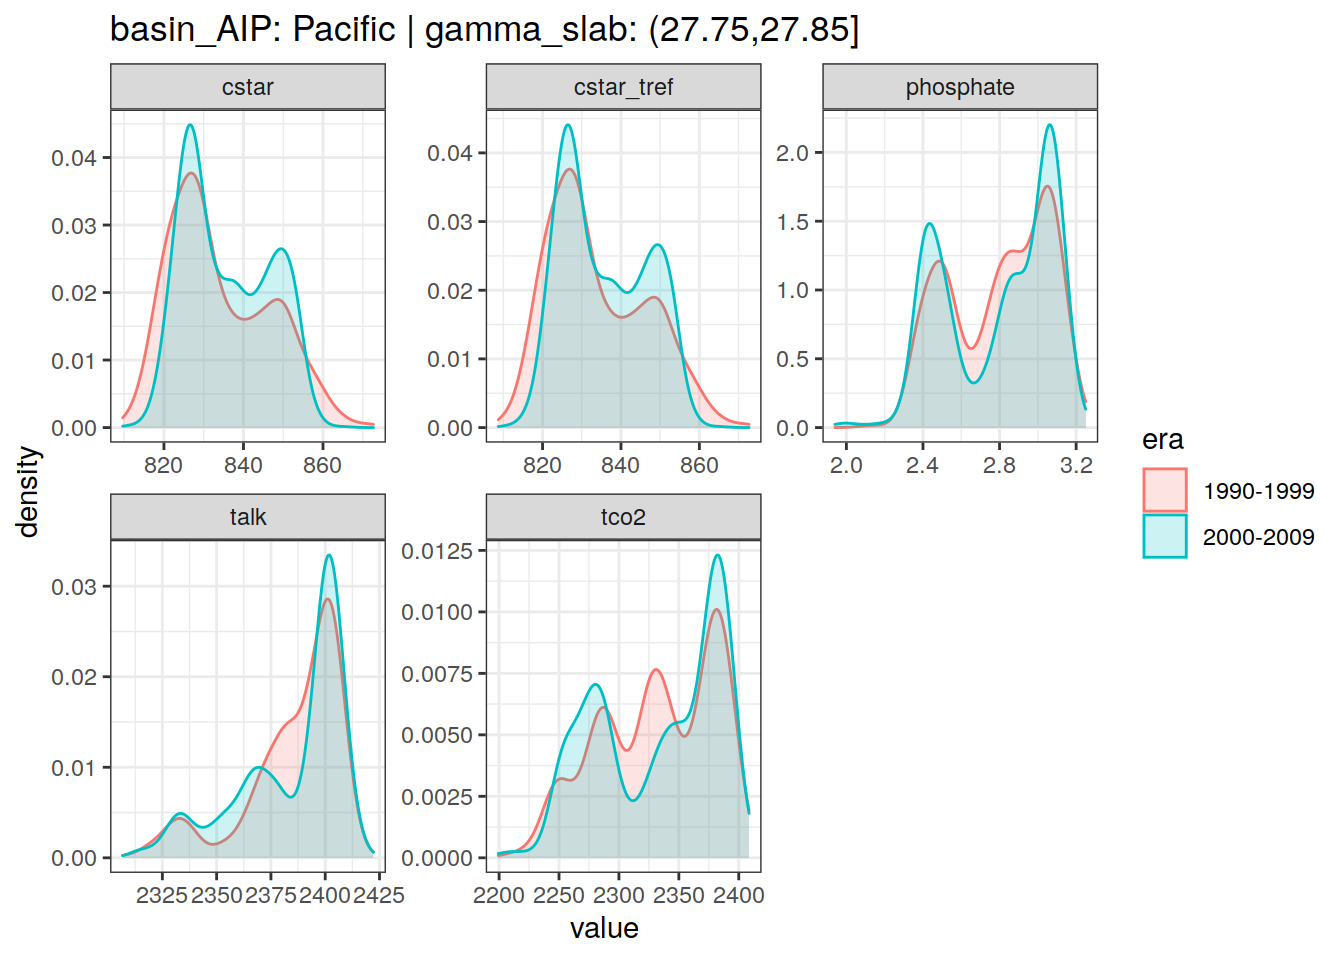 basin_AIP: Pacific | gamma_slab: (27.75,27.85]
cstar
cstar_tref
phosphate
0.04
0.03
0.02
0.01
0.00
820 840 860
0.04
0.03
0.02
0.01
0.00
820 840 860
2.0
1.5
1.0
0.5
0.0
2.0 2.4 2.8 3.2
talk
tco2
0.03
0.02
0.01
0.00
2325 2350 2375 2400 2425
0.0125
0.0100
0.0075
0.0050
0.0025
0.0000
2200 2250 2300 2350 2400
density
value
era
1990-1999
2000-2009